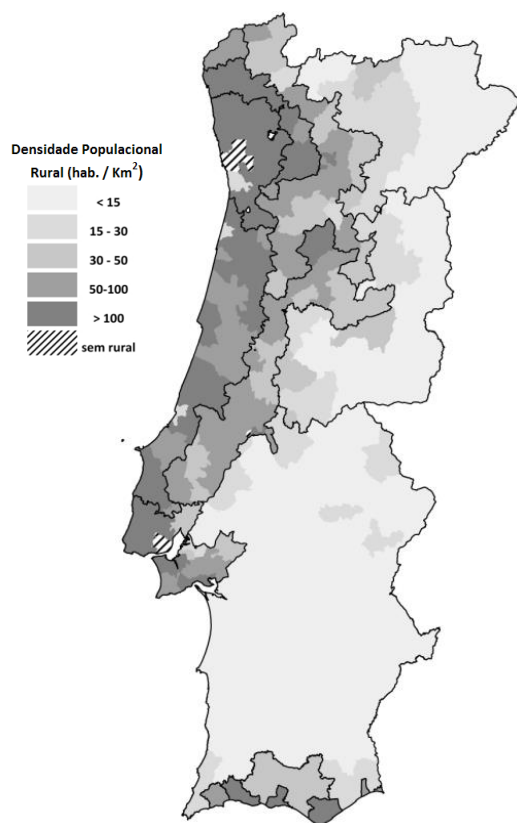 Densidade Populacional
Rural (hab. / Km²)
< 15
15 - 30
30 - 50
50-100
> 100
sem rural